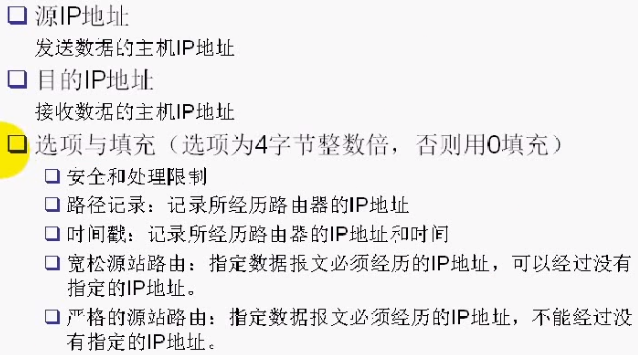 源IP地址
发送数据的主机IP地址
目的IP地址
接收数据的主机IP地址
选项与填充（选项为4字节整数倍，否则用0填充）
安全和处理限制
路径记录：记录所经历路由器的IP地址
时间戳：记录所经历路由器的IP地址和时间
宽松源站路由：指定数据报文必须经历的IP地址，可以经过没有
指定的IP地址。
严格的源站路由：指定数据报文必须经历的IP地址，不能经过没
有指定的IP地址。